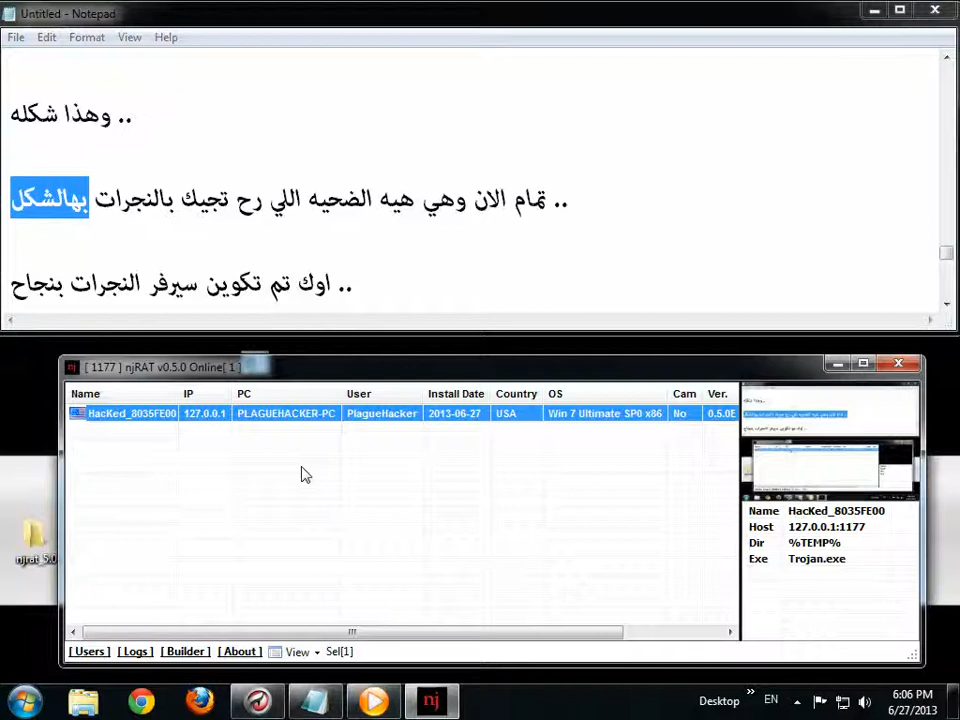 Untitled - Notepad
File Edit Format View Help
.. وهذا شكله
.. تمام الان وهي هيه الضحيه اللي رح تجيك بالنجرات بهالشكل
.. اوك تم تكوين سيرفر النجرات بنجاح
[ 1177 ] njRAT v0.5.0 Online[ 1 ]
Name IP PC User Install Date Country OS Cam Ver.
HacKed_8035FE00 127.0.0.1 PLAGUEHACKER-PC PlagueHacker 2013-06-27 USA Win 7 Ultimate SP0 x86 No 0.5.0E
Name HacKed_8035FE00
Host 127.0.0.1:1177
Dir %TEMP%
Exe Trojan.exe
njrat_5.0
[ Users ] [ Logs ] [ Builder ] [ About ] View Sel[1]
nj
Desktop » EN 6:06 PM
6/27/2013